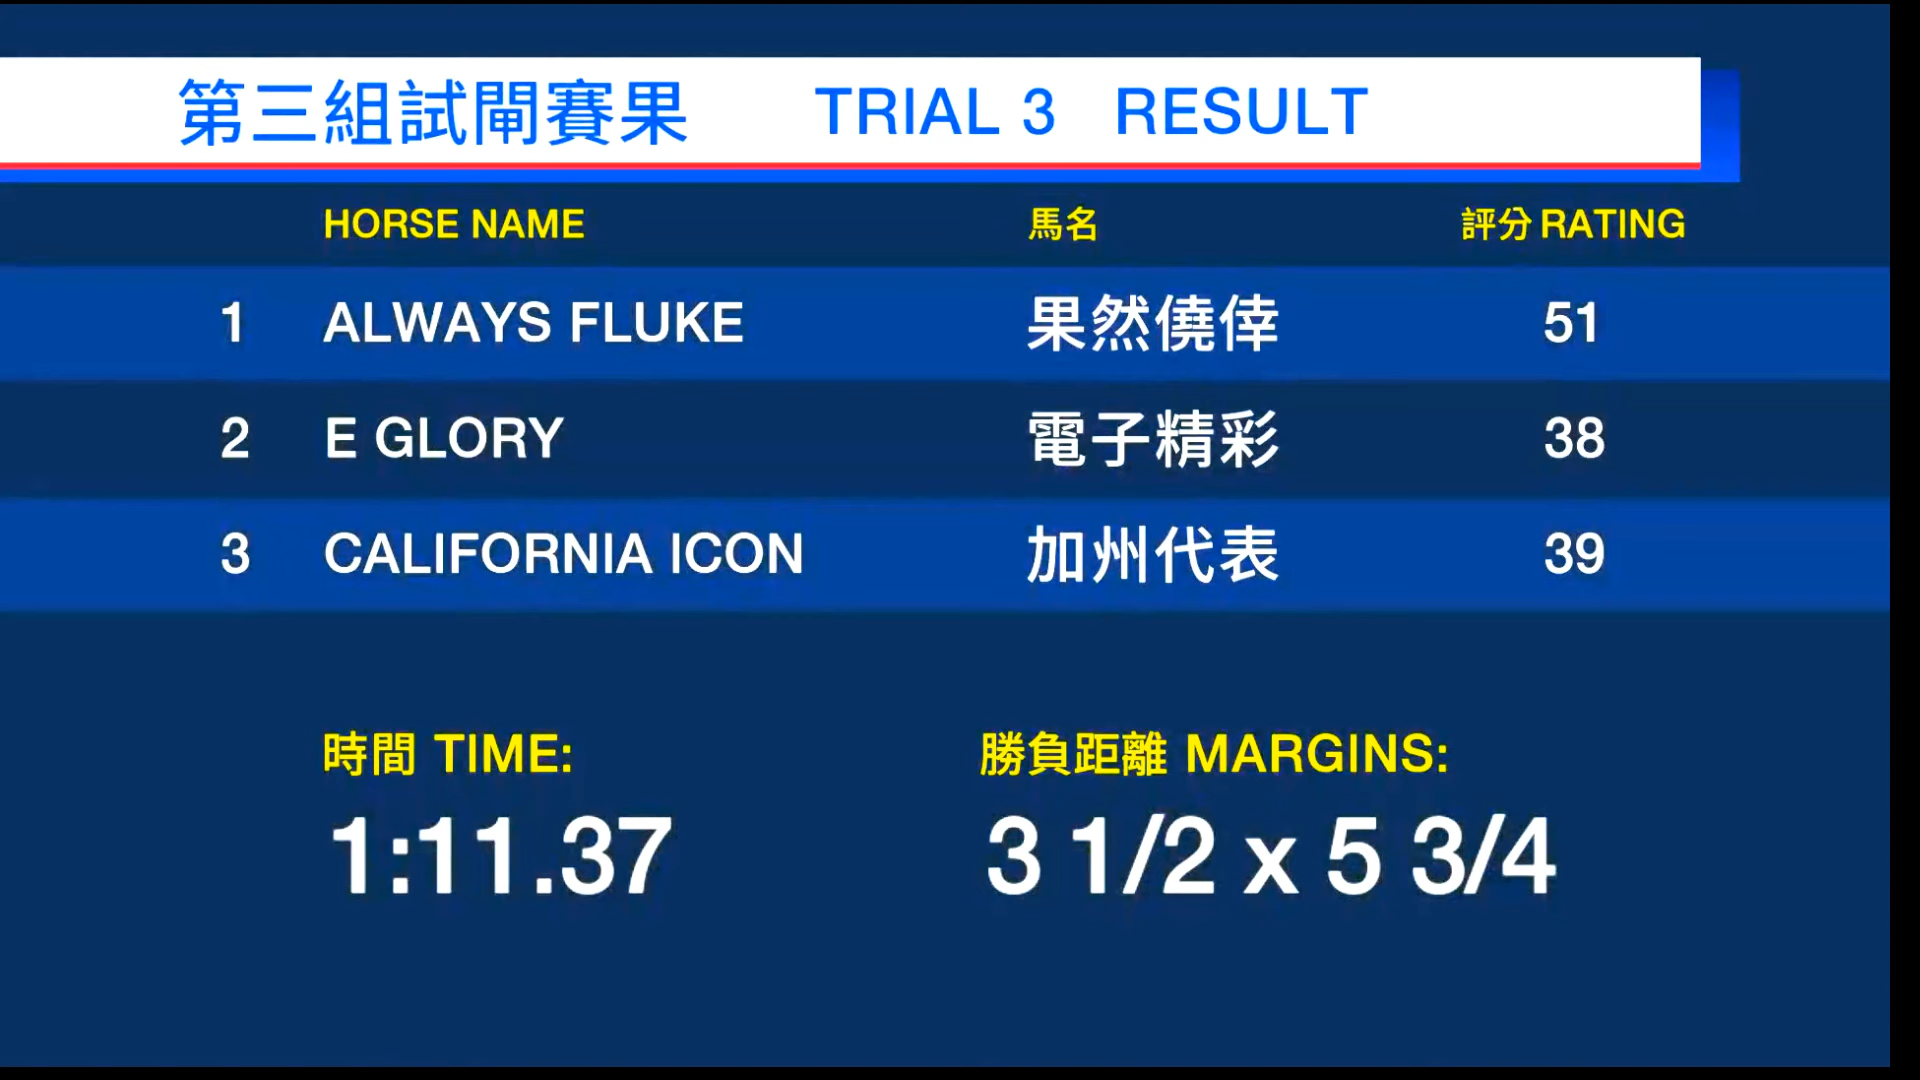 第三組試閘賽果 TRIAL 3 RESULT
HORSE NAME 馬名 評分 RATING
1 ALWAYS FLUKE 果然僥倖 51
2 E GLORY 電子精彩 38
3 CALIFORNIA ICON 加州代表 39
時間 TIME: 勝負距離 MARGINS:
1:11.37 3 1/2 x 5 3/4